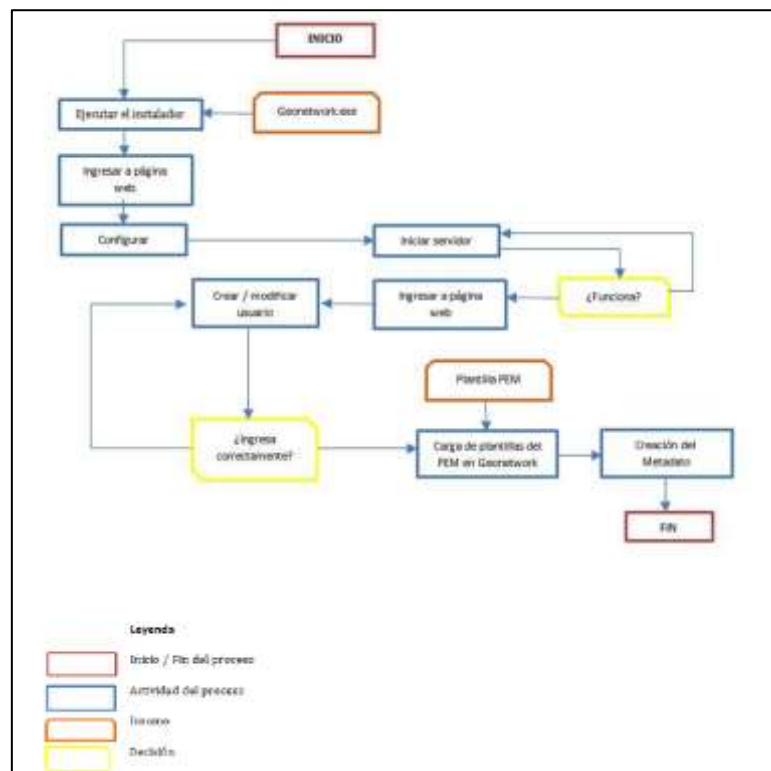 INICIO
Ejecutar el instalador
Geonetwork.exe
Ingresar a página
web
Configurar
Iniciar servidor
Crear / modificar
usuario
Ingresar a página
web
¿Funciona?
Plantilla PEM
¿Ingresa
correctamente?
Carga de plantillas del
PEM en Geonetwork
Creación del
Metadato
FIN
Leyenda
Inicio / Fin del proceso
Actividad del proceso
Insumo
Decisión